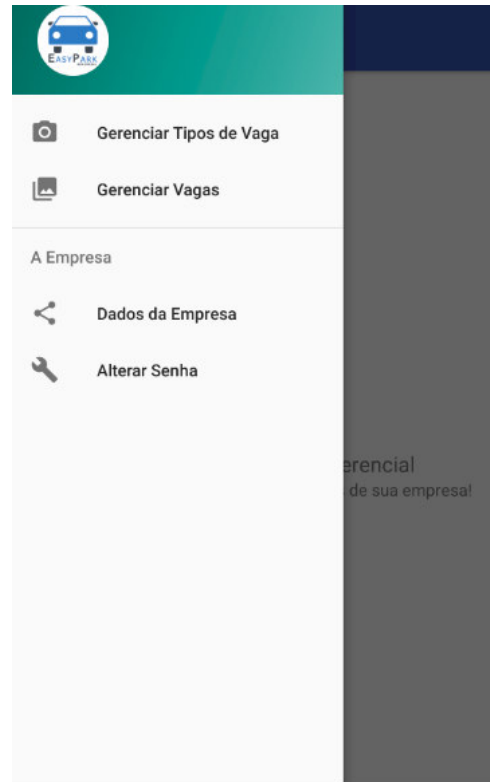 EASYPARK
Gerenciar Tipos de Vaga
Gerenciar Vagas
A Empresa
Dados da Empresa
Alterar Senha
erencial
de sua empresa!